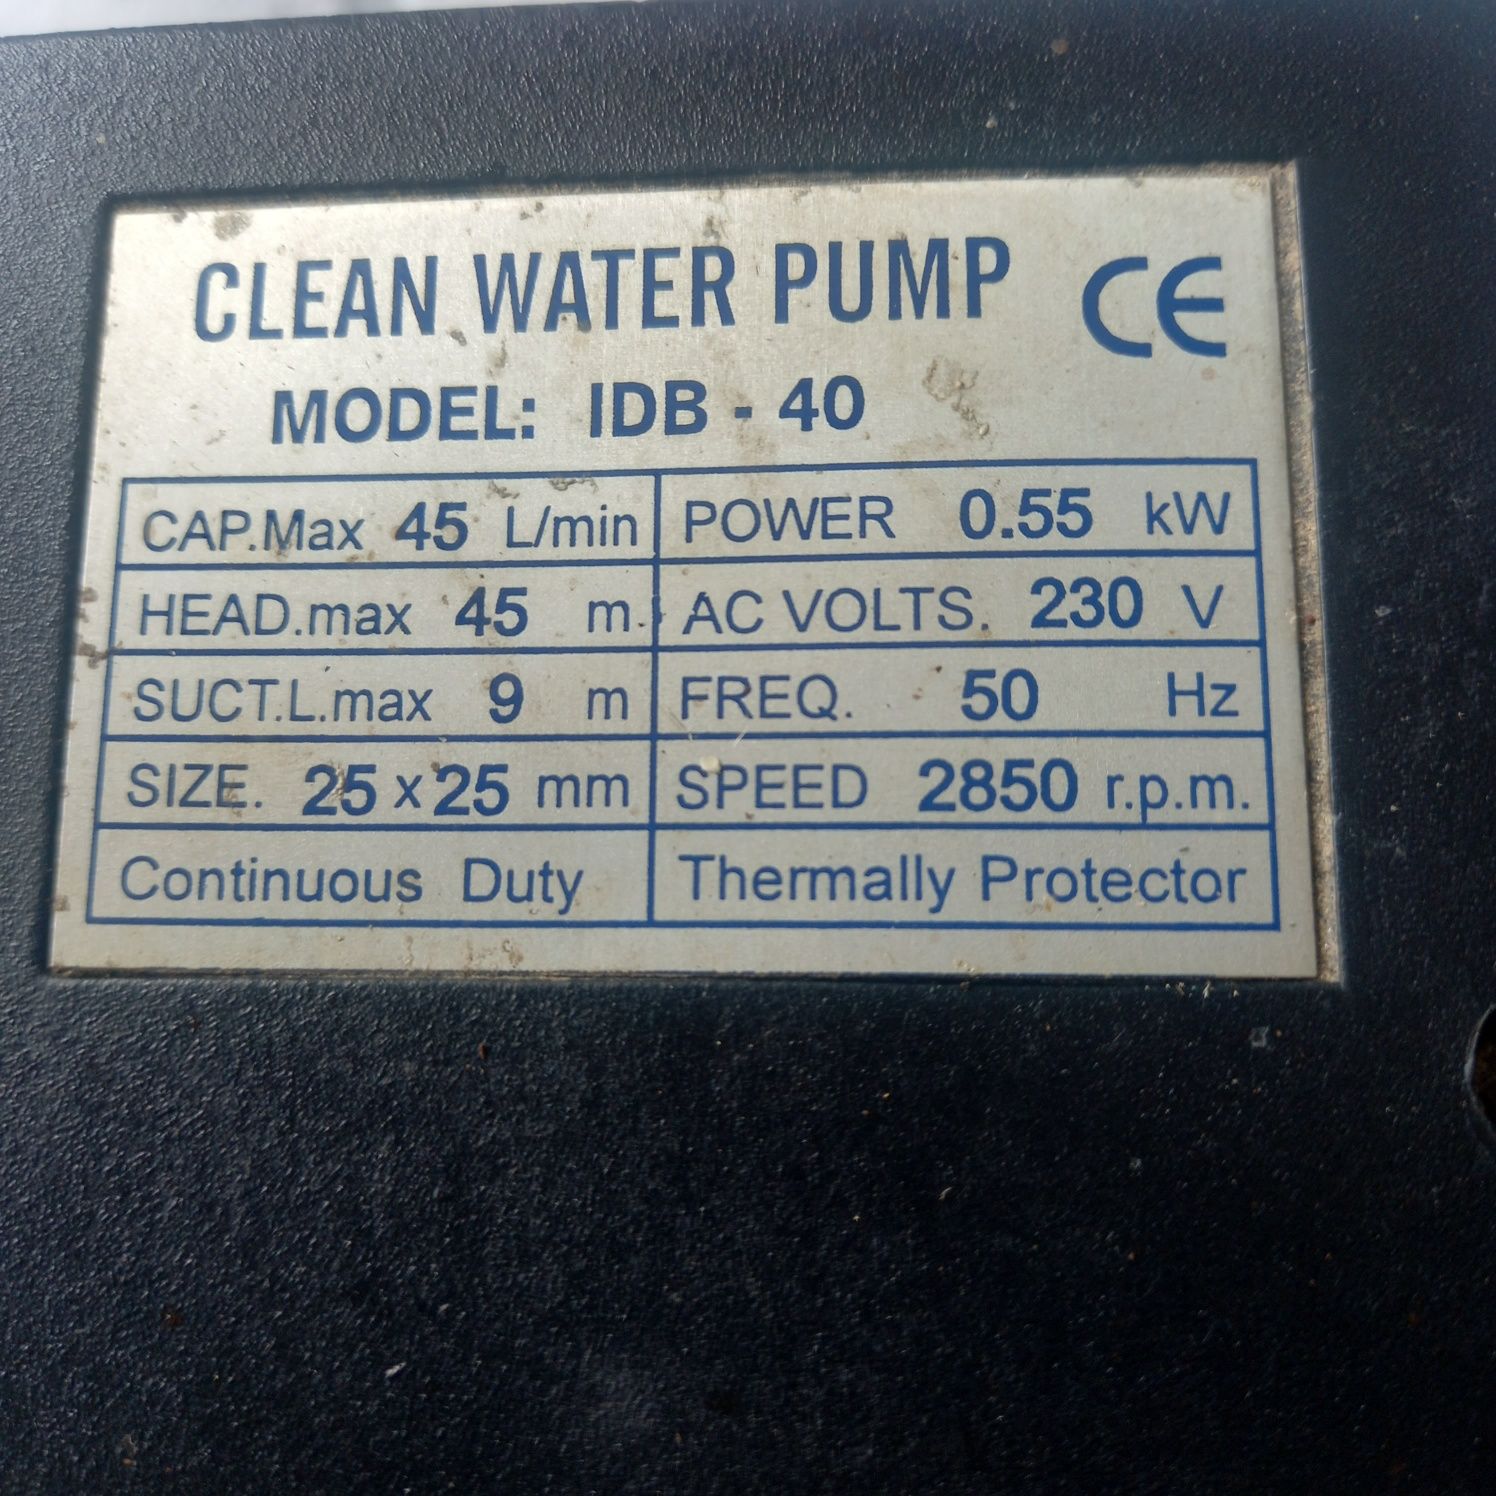 CLEAN WATER PUMP CE
MODEL: IDB - 40
CAP.Max 45 L/min POWER 0.55 kW
HEAD.max 45 m. AC VOLTS. 230 V
SUCT.L.max 9 m FREQ. 50 Hz
SIZE. 25 x 25 mm SPEED 2850 r.p.m.
Continuous Duty Thermally Protector